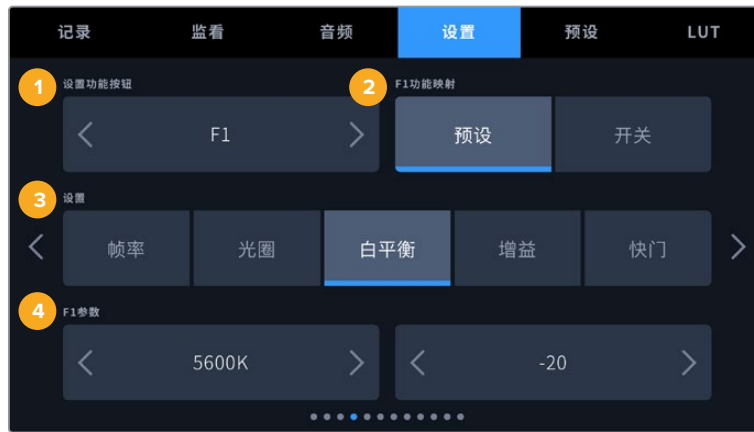 记录 监看 音频 设置 预设 LUT
1 设置功能按钮 2 F1功能映射
F1 预设 开关
3 设置
帧率 光圈 白平衡 增益 快门
4 F1参数
5600K -20